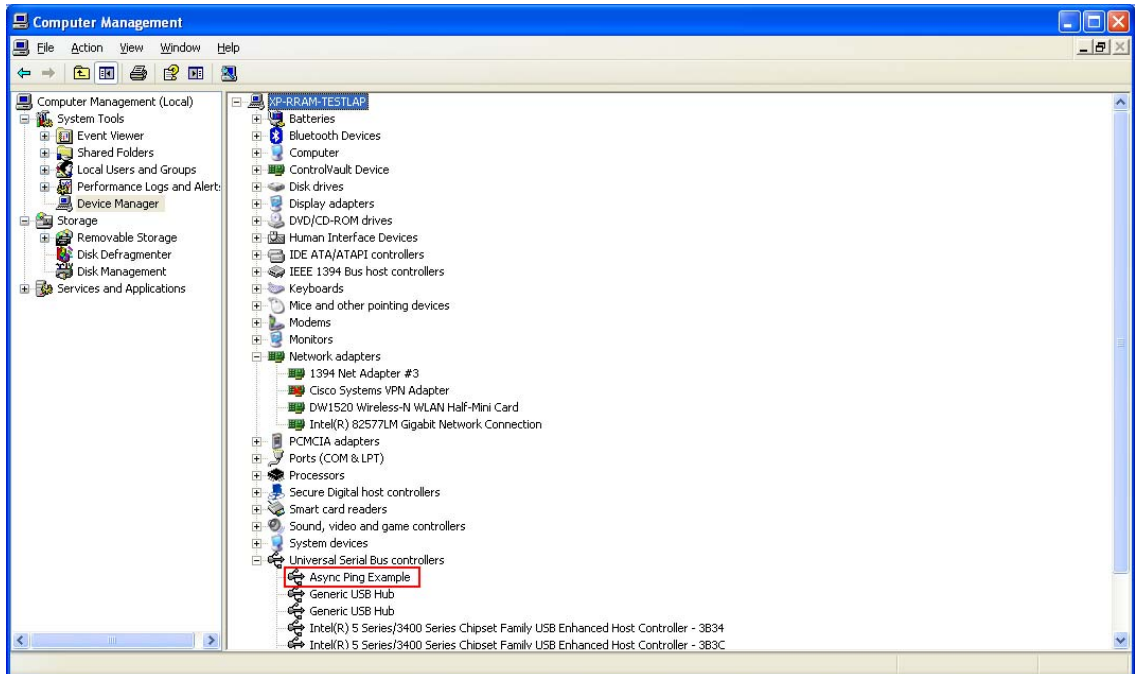 Computer Management
File Action View Window Help
Computer Management (Local)
System Tools
Event Viewer
Shared Folders
Local Users and Groups
Performance Logs and Alert:
Device Manager
Storage
Removable Storage
Disk Defragmenter
Disk Management
Services and Applications
XP-RRAM-TESTLAP
Batteries
Bluetooth Devices
Computer
ControlVault Device
Disk drives
Display adapters
DVD/CD-ROM drives
Human Interface Devices
IDE ATA/ATAPI controllers
IEEE 1394 Bus host controllers
Keyboards
Mice and other pointing devices
Modems
Monitors
Network adapters
1394 Net Adapter #3
Cisco Systems VPN Adapter
DW1520 Wireless-N WLAN Half-Mini Card
Intel(R) 82577LM Gigabit Network Connection
PCMCIA adapters
Ports (COM & LPT)
Processors
Secure Digital host controllers
Smart card readers
Sound, video and game controllers
System devices
Universal Serial Bus controllers
Async Ping Example
Generic USB Hub
Generic USB Hub
Intel(R) 5 Series/3400 Series Chipset Family USB Enhanced Host Controller - 3B34
Intel(R) 5 Series/3400 Series Chipset Family USB Enhanced Host Controller - 3B3C